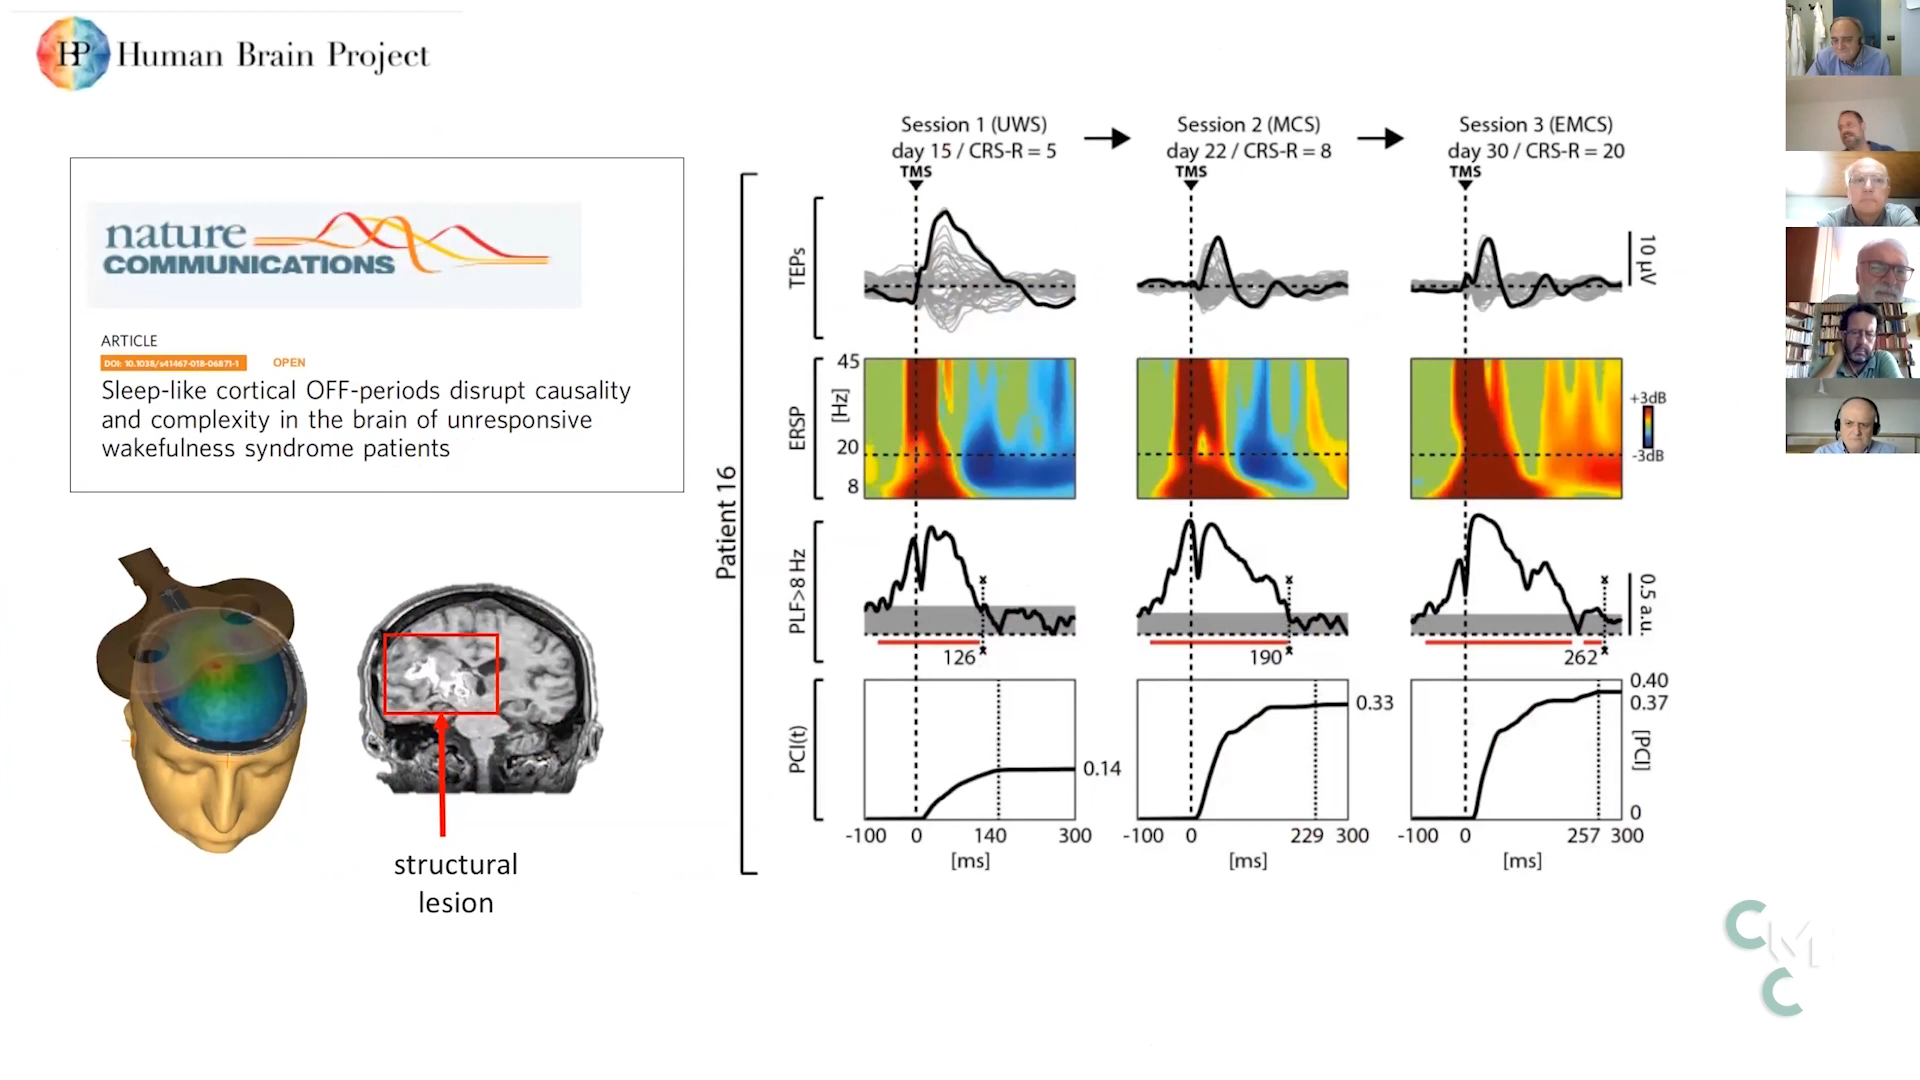 HP Human Brain Project
nature
COMMUNICATIONS
ARTICLE
DOI: 10.1038/s41467-018-06871-1 OPEN
Sleep-like cortical OFF-periods disrupt causality
and complexity in the brain of unresponsive
wakefulness syndrome patients
structural
lesion
Patient 16
Session 1 (UWS)
day 15 / CRS-R = 5
TMS
Session 2 (MCS)
day 22 / CRS-R = 8
TMS
Session 3 (EMCS)
day 30 / CRS-R = 20
TMS
TEPs
10 µV
ERSP
[Hz]
45
20
8
+3dB
-3dB
PLF>8 Hz
126
190
262
0.5 a.u.
PCI(t)
0.14
0.33
0.40
0.37
[PCI]
0
-100 0 140 300
[ms]
-100 0 229 300
[ms]
-100 0 257 300
[ms]
CMC